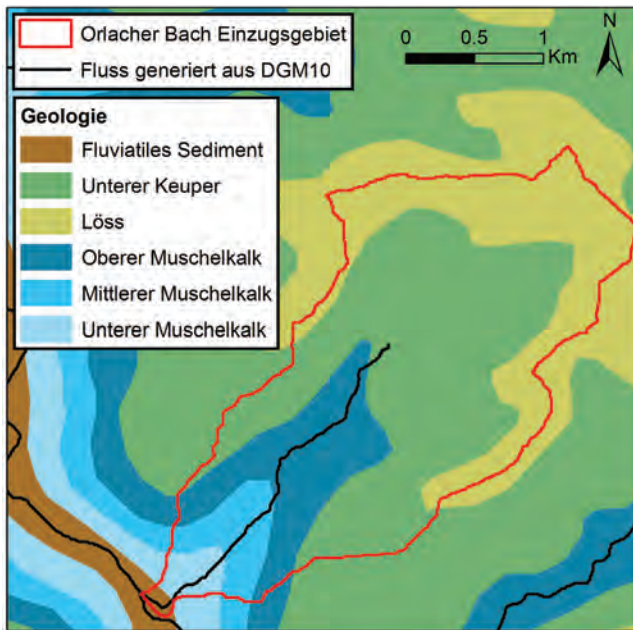 Orlacher Bach Einzugsgebiet
Fluss generiert aus DGM10
0 0.5 1
Km
N
Geologie
Fluviatiles Sediment
Unterer Keuper
Löss
Oberer Muschelkalk
Mittlerer Muschelkalk
Unterer Muschelkalk